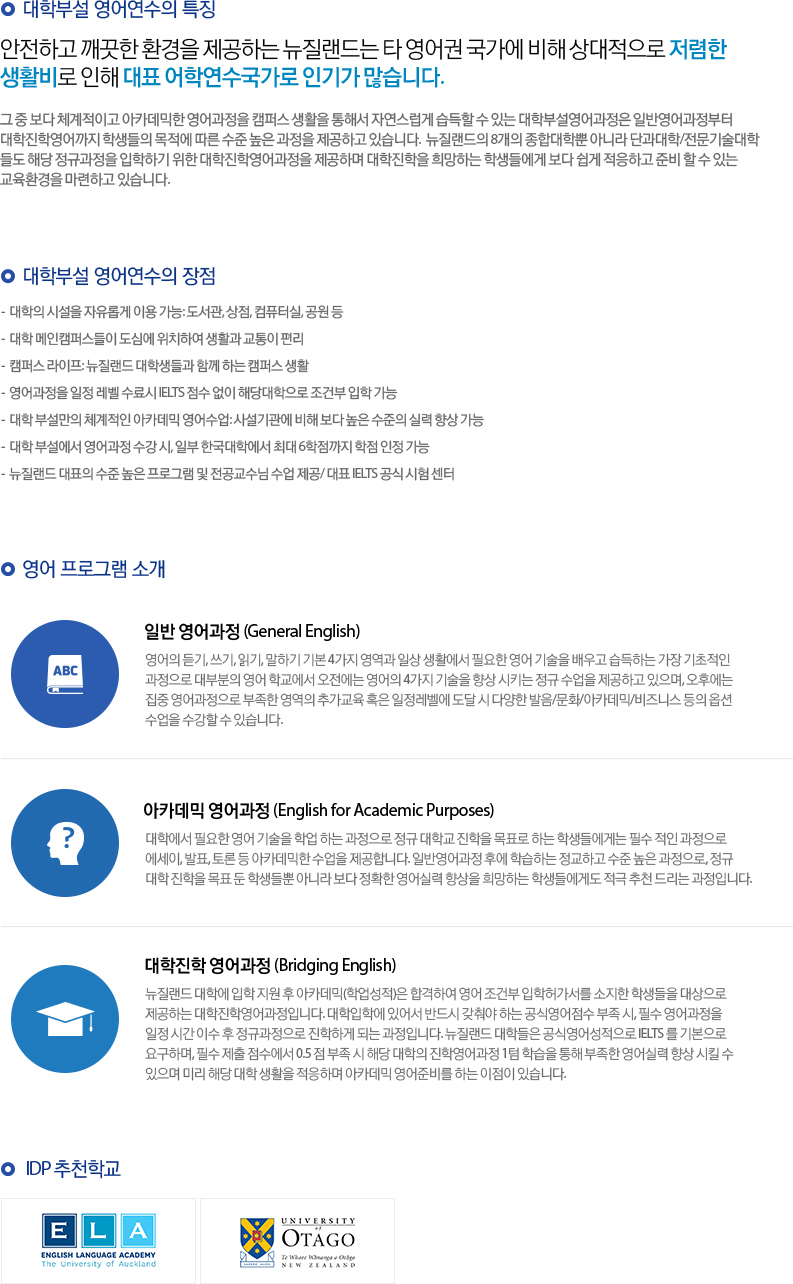 대학부설 영어연수의 특징
안전하고 깨끗한 환경을 제공하는 뉴질랜드는 타 영어권 국가에 비해 상대적으로 저렴한
생활비로 인해 대표 어학연수국가로 인기가 많습니다.
그 중 보다 체계적이고 아카데믹한 영어과정을 캠퍼스 생활을 통해서 자연스럽게 습득할 수 있는 대학부설영어과정은 일반영어과정부터
대학진학영어까지 학생들의 목적에 따른 수준 높은 과정을 제공하고 있습니다. 뉴질랜드의 8개의 종합대학뿐 아니라 단과대학/전문기술대학
들도 해당 정규과정을 입학하기 위한 대학진학영어과정을 제공하며 대학진학을 희망하는 학생들에게 보다 쉽게 적응하고 준비 할 수 있는
교육환경을 마련하고 있습니다.
대학부설 영어연수의 장점
- 대학의 시설을 자유롭게 이용 가능: 도서관, 상점, 컴퓨터실, 공원 등
- 대학 메인캠퍼스들이 도심에 위치하여 생활과 교통이 편리
- 캠퍼스 라이프: 뉴질랜드 대학생들과 함께 하는 캠퍼스 생활
- 영어과정을 일정 레벨 수료시 IELTS 점수 없이 해당대학으로 조건부 입학 가능
- 대학 부설만의 체계적인 아카데믹 영어수업: 사설기관에 비해 보다 높은 수준의 실력 향상 가능
- 대학 부설에서 영어과정 수강 시, 일부 한국대학에서 최대 6학점까지 학점 인정 가능
- 뉴질랜드 대표의 수준 높은 프로그램 및 전공교수님 수업 제공/ 대표 IELTS 공식 시험 센터
영어 프로그램 소개
ABC
일반 영어과정 (General English)
영어의 듣기, 쓰기, 읽기, 말하기 기본 4가지 영역과 일상 생활에서 필요한 영어 기술을 배우고 습득하는 가장 기초적인
과정으로 대부분의 영어 학교에서 오전에는 영어의 4가지 기술을 향상 시키는 정규 수업을 제공하고 있으며, 오후에는
집중 영어과정으로 부족한 영역의 추가교육 혹은 일정레벨에 도달 시 다양한 발음/문화/아카데믹/비즈니스 등의 옵션
수업을 수강할 수 있습니다.
?
아카데믹 영어과정 (English for Academic Purposes)
대학에서 필요한 영어 기술을 학업 하는 과정으로 정규 대학교 진학을 목표로 하는 학생들에게는 필수 적인 과정으로
에세이, 발표, 토론 등 아카데믹한 수업을 제공합니다. 일반영어과정 후에 학습하는 정교하고 수준 높은 과정으로, 정규
대학 진학을 목표 둔 학생들뿐 아니라 보다 정확한 영어실력 향상을 희망하는 학생들에게도 적극 추천 드리는 과정입니다.
대학진학 영어과정 (Bridging English)
뉴질랜드 대학에 입학 지원 후 아카데믹(학업성적)은 합격하여 영어 조건부 입학허가서를 소지한 학생들을 대상으로
제공하는 대학진학영어과정입니다. 대학입학에 있어서 반드시 갖춰야 하는 공식영어점수 부족 시, 필수 영어과정을
일정 시간 이수 후 정규과정으로 진학하게 되는 과정입니다. 뉴질랜드 대학들은 공식영어성적으로 IELTS 를 기본으로
요구하며, 필수 제출 점수에서 0.5 점 부족 시 해당 대학의 진학영어과정 1텀 학습을 통해 부족한 영어실력 향상 시킬 수
있으며 미리 해당 대학 생활을 적응하며 아카데믹 영어준비를 하는 이점이 있습니다.
IDP 추천학교
ELA
ENGLISH LANGUAGE ACADEMY
The University of Auckland
UNIVERSITY
of
OTAGO
Te Whare Wānanga o Otāgo
NEW ZEALAND